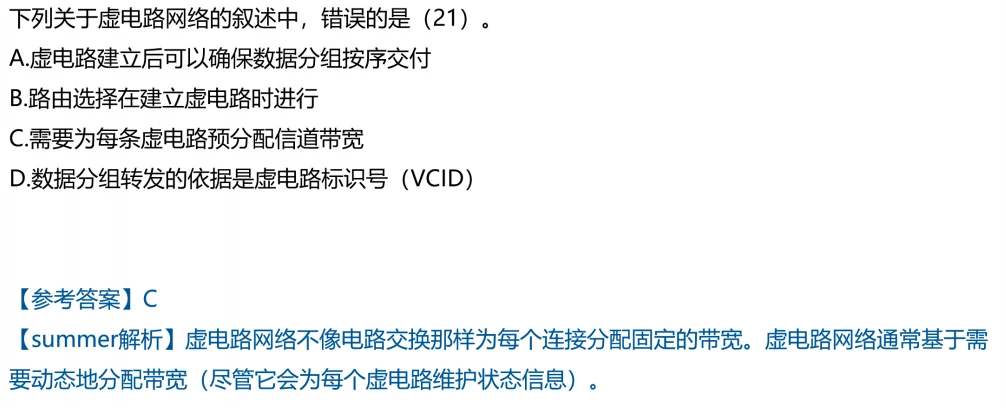 下列关于虚电路网络的叙述中，错误的是（21）。
A.虚电路建立后可以确保数据分组按序交付
B.路由选择在建立虚电路时进行
C.需要为每条虚电路预分配信道带宽
D.数据分组转发的依据是虚电路标识号（VCID）
【参考答案】C
【summer解析】虚电路网络不像电路交换那样为每个连接分配固定的带宽。虚电路网络通常基于需
要动态地分配带宽（尽管它会为每个虚电路维护状态信息）。